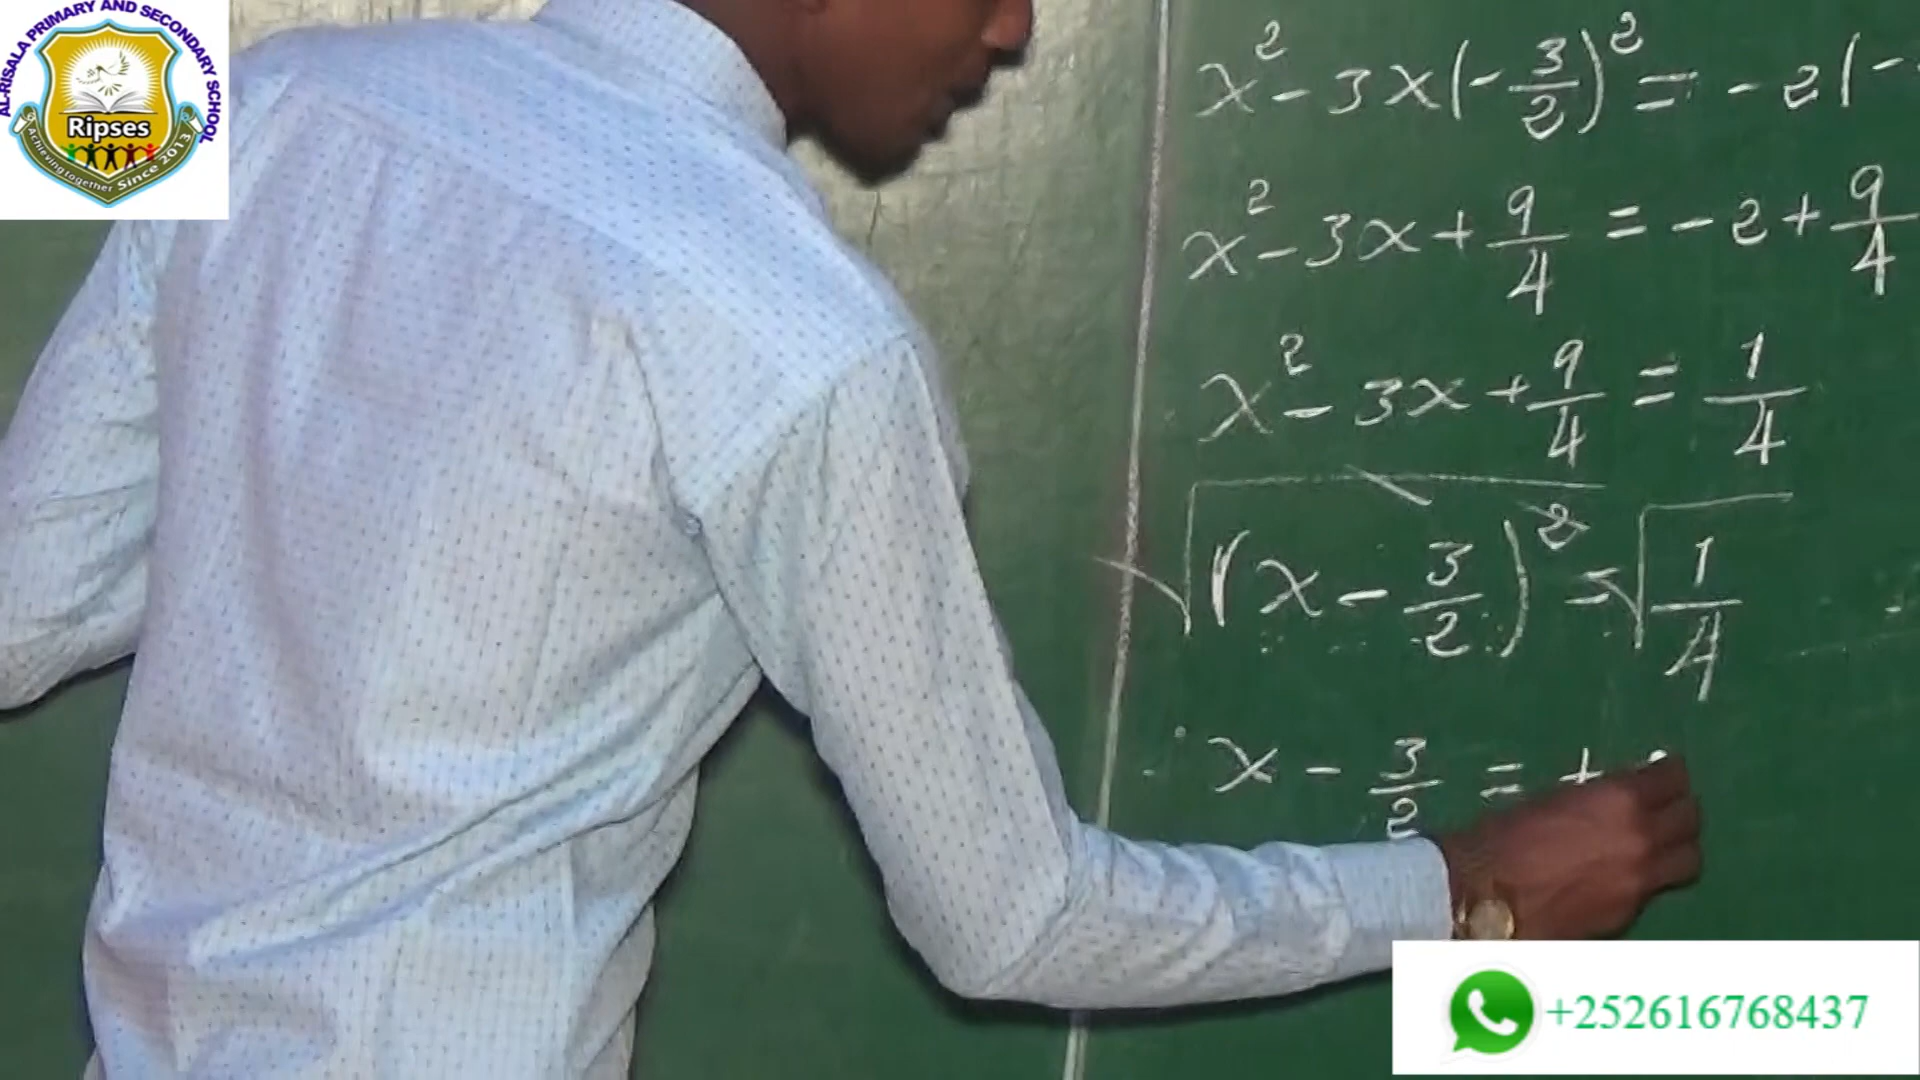 AL-RISALA PRIMARY AND SECONDARY SCHOOL
Ripses
Achieving together Since 2013
x² - 3x(-3/2)² = -2(-
x² - 3x + 9/4 = -2 + 9/4
x² - 3x + 9/4 = 1/4
√(x - 3/2)² = √1/4
x - 3/2 = +
+252616768437